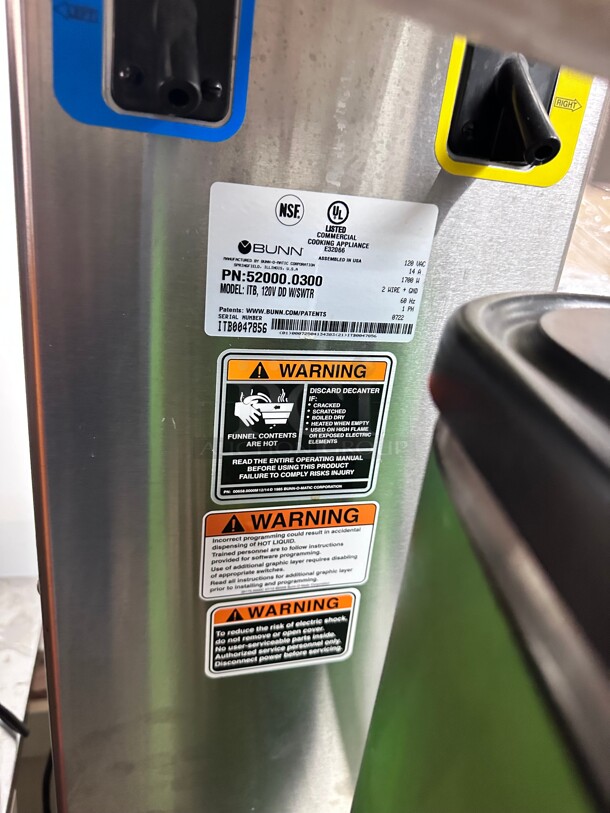 LEFT
RIGHT
NSF
UL
LISTED
COMMERCIAL
COOKING APPLIANCE
E32066
BUNN
ASSEMBLED IN USA
MANUFACTURED BY BUNN-O-MATIC CORPORATION
SPRINGFIELD, ILLINOIS, U.S.A
120 VAC
14 A
1700 W
2 WIRE + GND
60 Hz
1 PH
PN:52000.0300
MODEL: ITB, 120V DD W/SWTR
Patents: WWW.BUNN.COM/PATENTS
0722
SERIAL NUMBER
ITB0047856
WARNING
FUNNEL CONTENTS
ARE HOT
DISCARD DECANTER
IF:
• CRACKED
• SCRATCHED
• BOILED DRY
• HEATED WHEN EMPTY
• USED ON HIGH FLAME
OR EXPOSED ELECTRIC
ELEMENTS
READ THE ENTIRE OPERATING MANUAL
BEFORE USING THIS PRODUCT
FAILURE TO COMPLY RISKS INJURY
WARNING
Incorrect programming could result in accidental
dispensing of HOT LIQUID.
Trained personnel are to follow instructions
provided for software programming.
Use of additional graphic layer requires disabling
of appropriate switches.
Read all instructions for additional graphic layer
prior to installing and programming.
WARNING
To reduce the risk of electric shock,
do not remove or open cover.
No user-serviceable parts inside.
Authorized service personnel only.
Disconnect power before servicing.